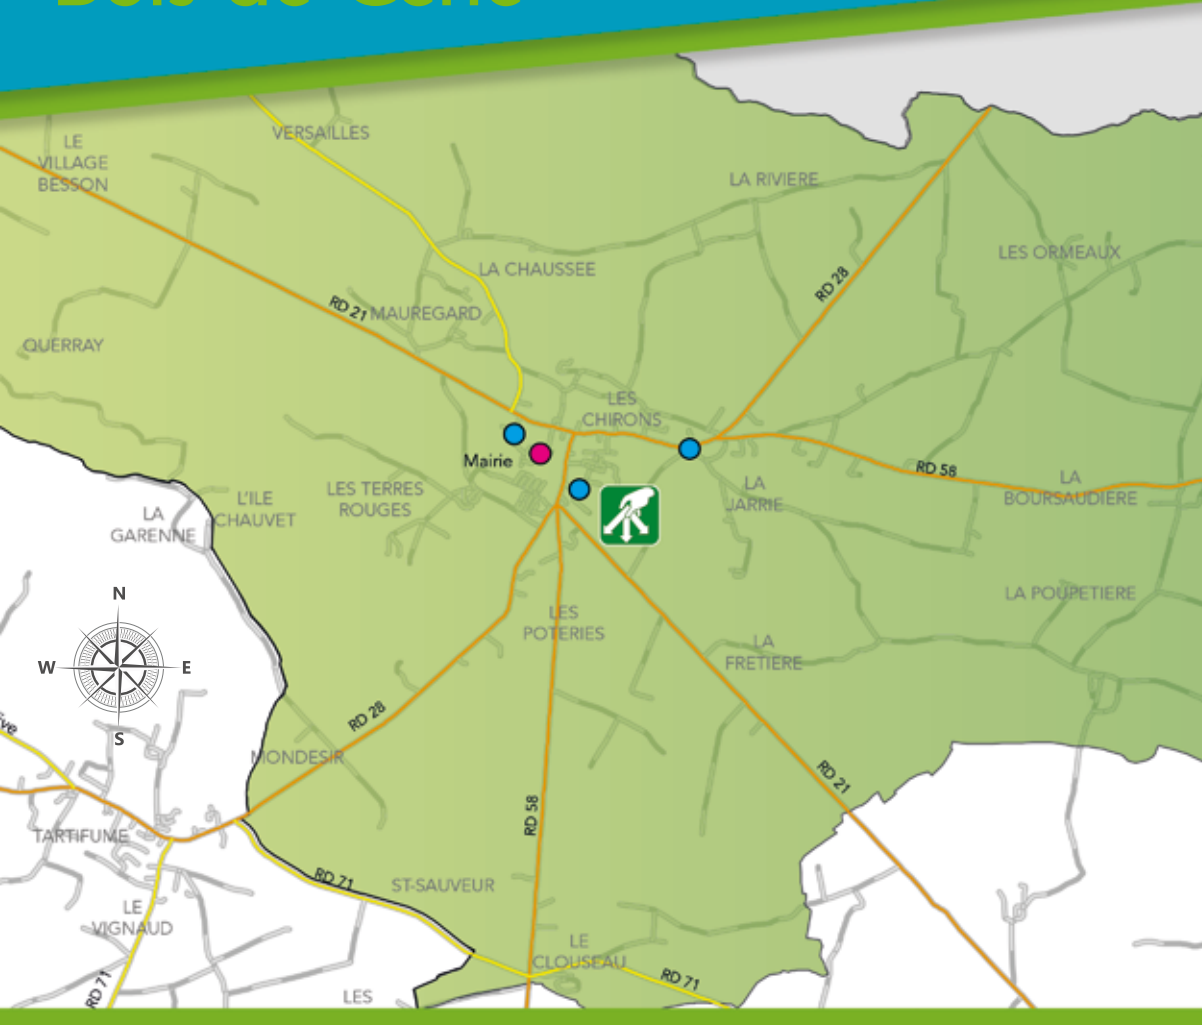 Bois-de-Céné
VERSAILLES
LE
VILLAGE
BESSON
LA RIVIERE
LES ORMEAUX
LA CHAUSSEE
RD 28
RD 21
MAUREGARD
QUERRAY
LES
CHIRONS
Mairie
RD 58
LA
BOURSAUDIERE
LA
JARRIE
LES TERRES
ROUGES
L'ILE
CHAUVET
LA
GARENNE
N
W
E
S
LES
POTERIES
LA POUPETIERE
LA
FRETIERE
RD 28
MONDESIR
RD 21
RD 58
TARTIFUME
RD 71
ST-SAUVEUR
LE
VIGNAUD
LE
CLOUSEAU
RD 71
RD 71
LES